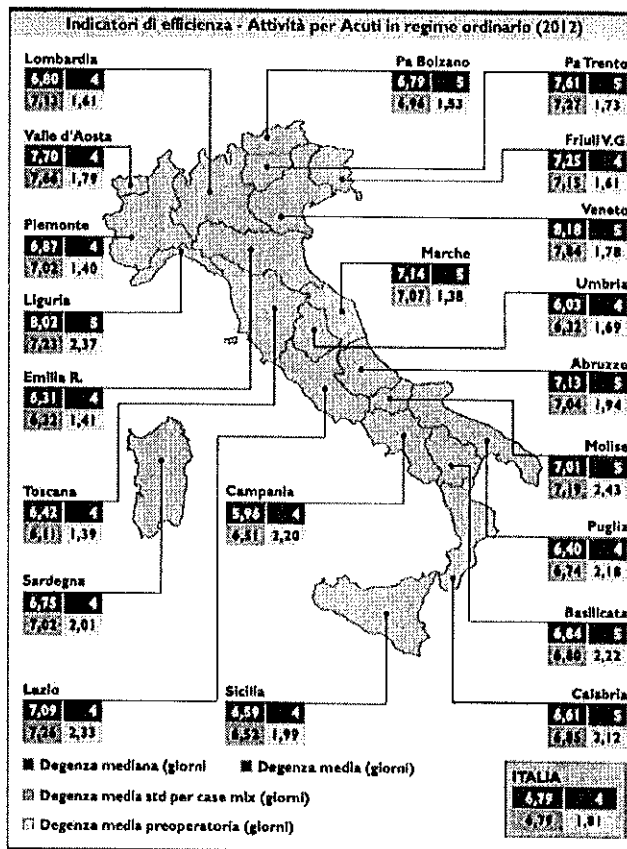 Indicatori di efficienza - Attività per Acuti in regime ordinario (2012)
Lombardia
6,80 4
7,13 1,61
Pa Bolzano
6,79 5
6,96 1,53
Pa Trento
7,61 5
7,27 1,73
Valle d'Aosta
7,70 4
7,64 1,79
Friuli V.G.
7,25 4
7,15 1,61
Piemonte
6,87 4
7,02 1,40
Veneto
8,18 5
7,84 1,78
Marche
7,14 5
7,07 1,38
Umbria
6,03 4
6,32 1,69
Liguria
8,02 5
7,23 2,37
Abruzzo
7,13 5
7,04 1,94
Emilia R.
6,31 4
6,32 1,41
Molise
7,01 5
7,19 2,43
Toscana
6,42 4
6,11 1,39
Campania
5,96 4
6,51 2,20
Puglia
6,40 4
6,74 2,18
Sardegna
6,75 4
7,02 2,01
Basilicata
6,84 5
6,80 2,22
Lazio
7,09 4
7,26 2,33
Sicilia
6,59 4
6,52 1,99
Calabria
6,61 5
6,85 2,12
Degenza mediana (giorni Degenza media (giorni)
Degenza media std per case mix (giorni)
Degenza media preoperatoria (giorni)
ITALIA
6,79 4
6,79 1,81